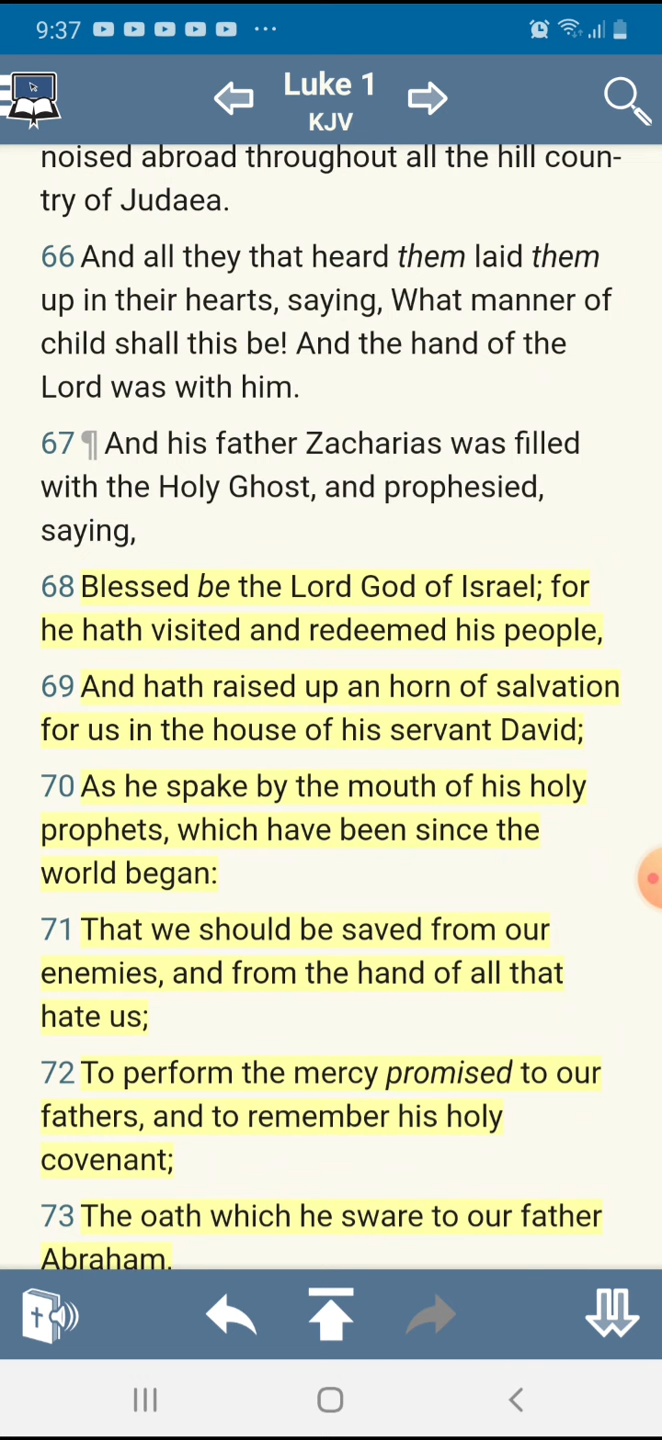 9:37
Luke 1
KJV
noised abroad throughout all the hill coun-
try of Judaea.
66 And all they that heard them laid them
up in their hearts, saying, What manner of
child shall this be! And the hand of the
Lord was with him.
67 ¶ And his father Zacharias was filled
with the Holy Ghost, and prophesied,
saying,
68 Blessed be the Lord God of Israel; for
he hath visited and redeemed his people,
69 And hath raised up an horn of salvation
for us in the house of his servant David;
70 As he spake by the mouth of his holy
prophets, which have been since the
world began:
71 That we should be saved from our
enemies, and from the hand of all that
hate us;
72 To perform the mercy promised to our
fathers, and to remember his holy
covenant;
73 The oath which he sware to our father
Abraham,